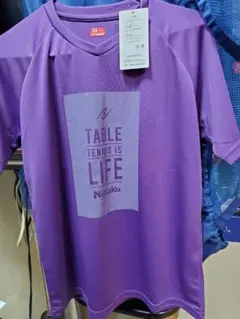 TABLE
TENNIS IS
LIFE
Nittaku